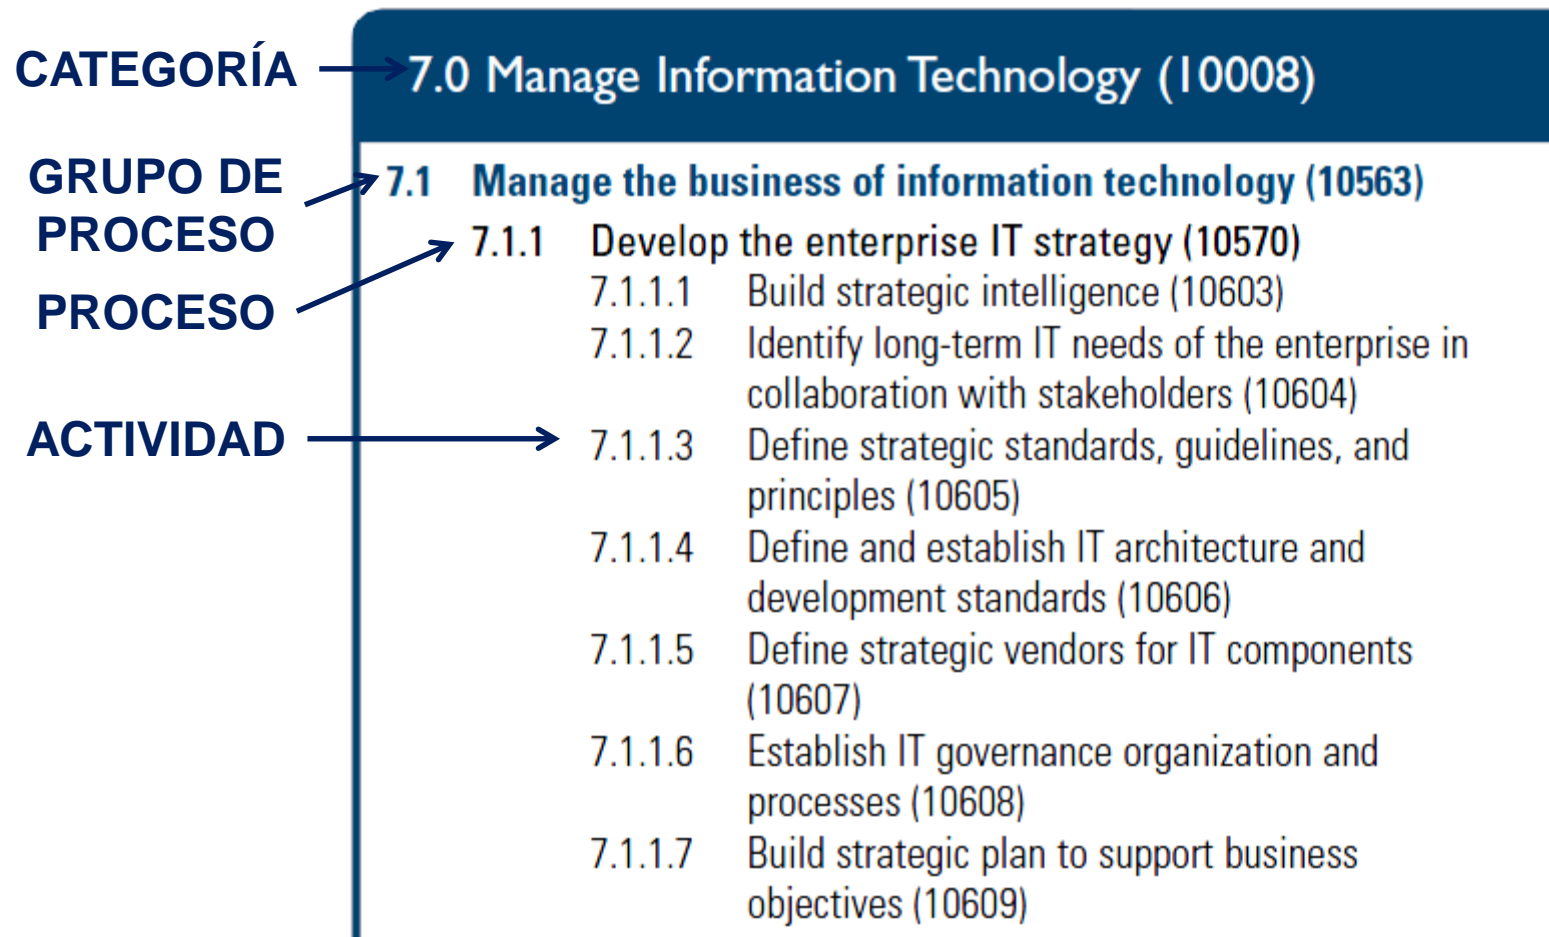 CATEGORÍA
7.0 Manage Information Technology (10008)
GRUPO DE
PROCESO
7.1 Manage the business of information technology (10563)
PROCESO
7.1.1 Develop the enterprise IT strategy (10570)
7.1.1.1 Build strategic intelligence (10603)
7.1.1.2 Identify long-term IT needs of the enterprise in
collaboration with stakeholders (10604)
ACTIVIDAD
7.1.1.3 Define strategic standards, guidelines, and
principles (10605)
7.1.1.4 Define and establish IT architecture and
development standards (10606)
7.1.1.5 Define strategic vendors for IT components
(10607)
7.1.1.6 Establish IT governance organization and
processes (10608)
7.1.1.7 Build strategic plan to support business
objectives (10609)